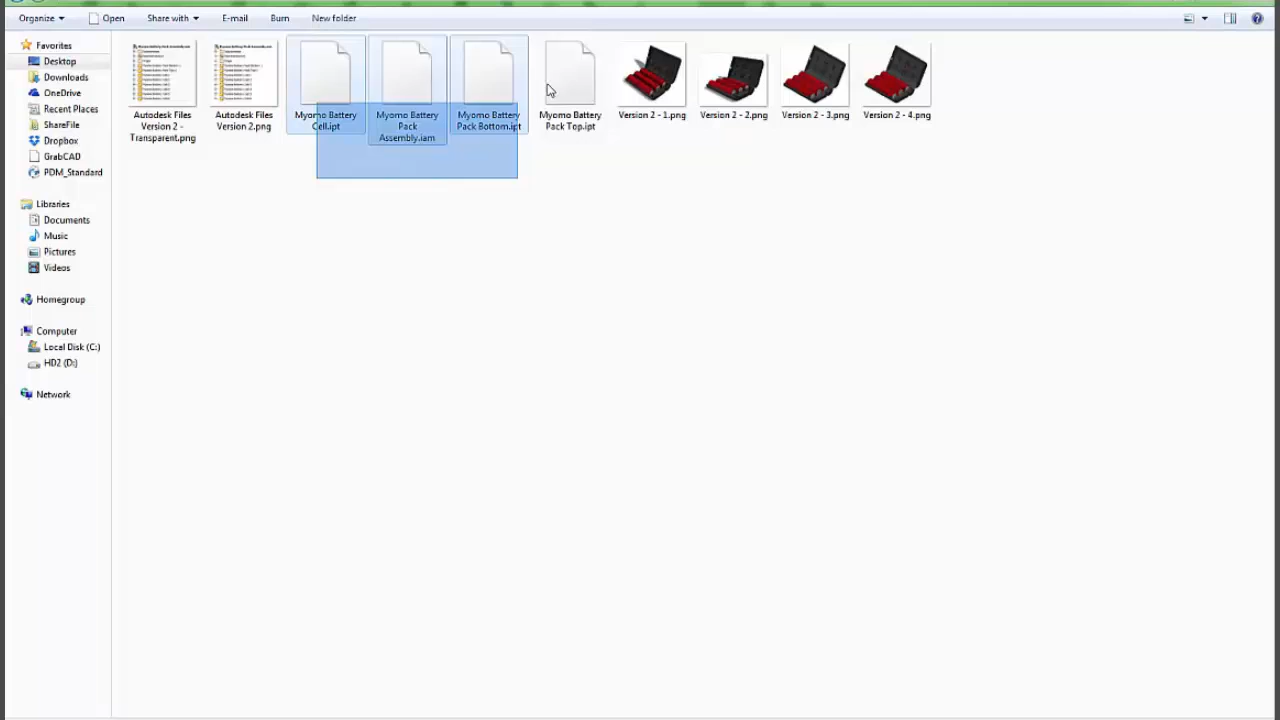 Organize
Open
Share with
E-mail
Burn
New folder
Favorites
Desktop
Downloads
OneDrive
Recent Places
ShareFile
Dropbox
GrabCAD
PDM_Standard
Libraries
Documents
Music
Pictures
Videos
Homegroup
Computer
Local Disk (C:)
HD2 (D:)
Network
Autodesk Files
Version 2 -
Transparent.png
Autodesk Files
Version 2.png
Myomo Battery
Cell.ipt
Myomo Battery
Pack
Assembly.iam
Myomo Battery
Pack Bottom.ipt
Myomo Battery
Pack Top.ipt
Version 2 - 1.png
Version 2 - 2.png
Version 2 - 3.png
Version 2 - 4.png